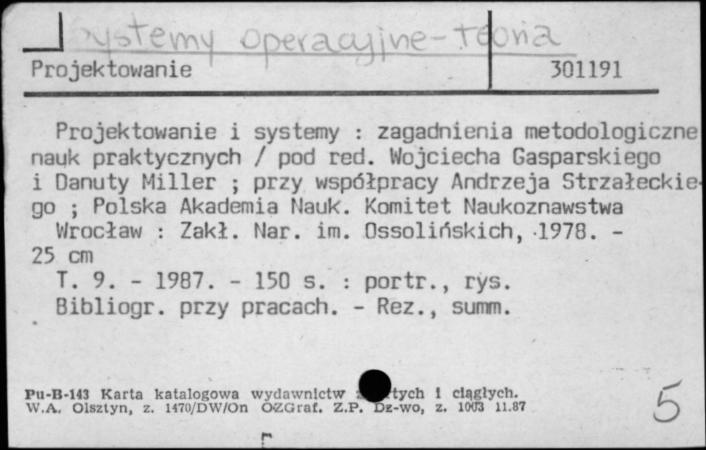 systemy operacyjne - teoria
Projektowanie 301191
Projektowanie i systemy : zagadnienia metodologiczne
nauk praktycznych / pod red. Wojciecha Gasparskiego
i Danuty Miller ; przy współpracy Andrzeja Strzałeckie-
go ; Polska Akademia Nauk. Komitet Naukoznawstwa
Wrocław : Zakł. Nar. im. Ossolińskich, 1978. -
25 cm
T. 9. - 1987. - 150 s. : portr., rys.
Bibliogr. przy pracach. - Rez., summ.
Pu-B-143 Karta katalogowa wydawnictw i ciągłych.
W.A. Olsztyn, z. 1470/DW/On OZGraf. Z.P. Dz-wo, z. 1003 11.87
5